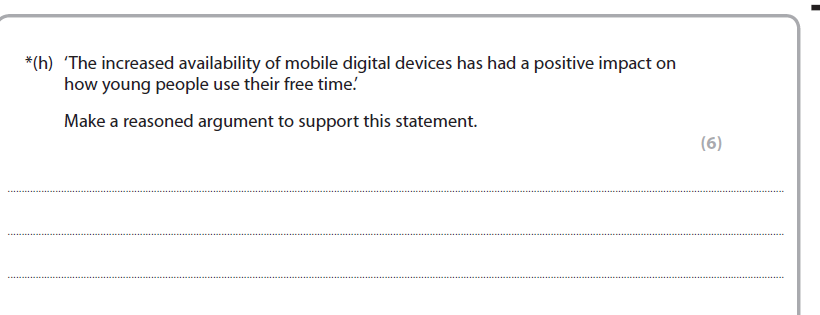 *(h) ‘The increased availability of mobile digital devices has had a positive impact on
how young people use their free time.’
Make a reasoned argument to support this statement.
(6)